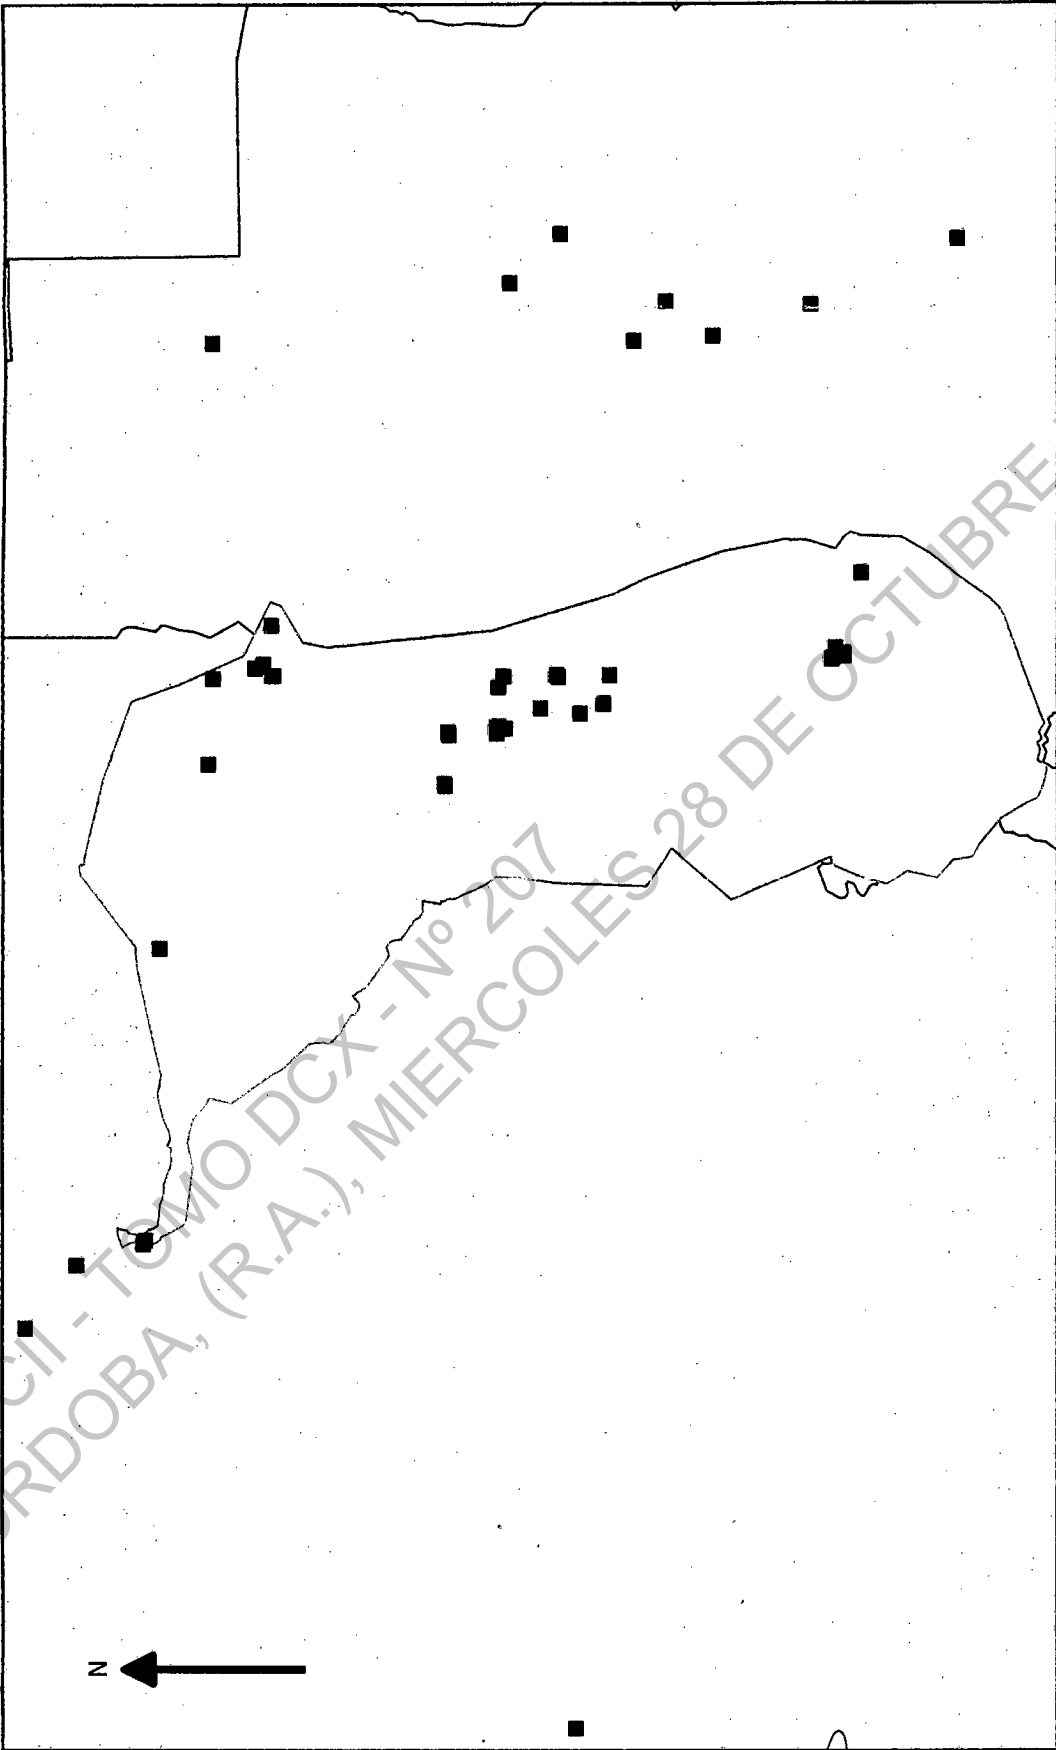 CII - TOMO DCX - Nº 207
RDOBA, (R.A.), MIERCOLES 28 DE OCTUBRE
N